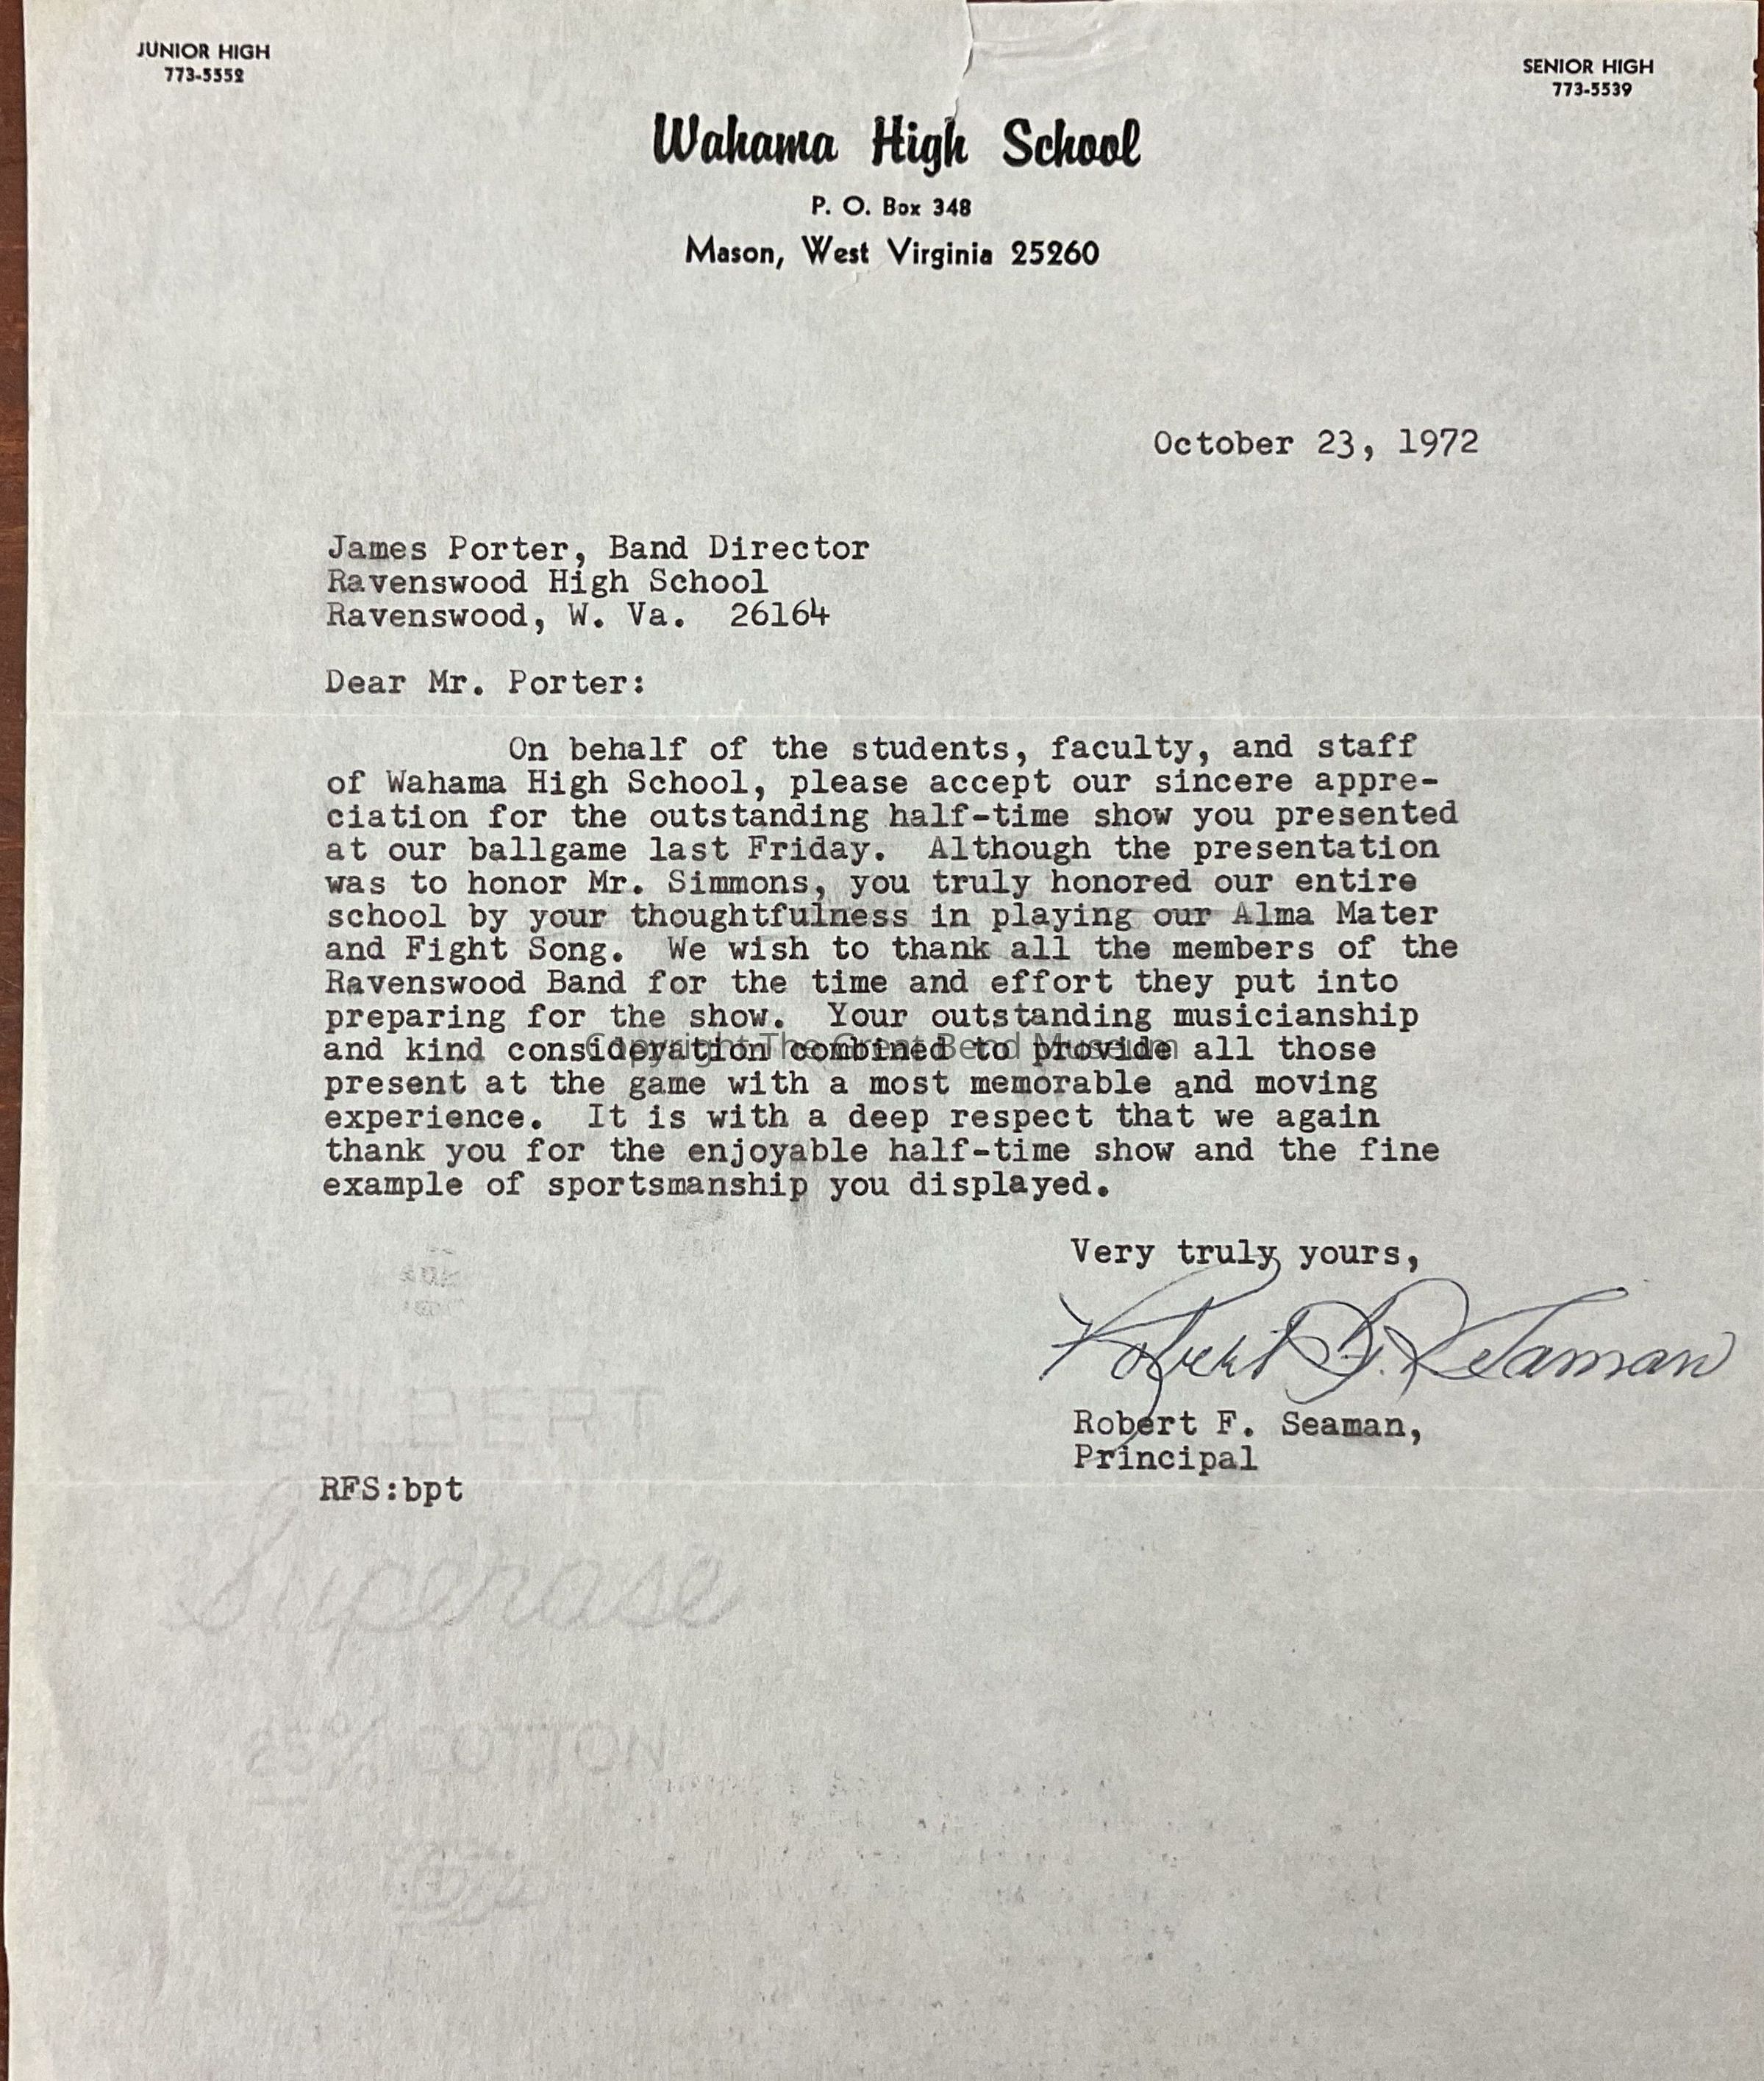 JUNIOR HIGH
773-5552
SENIOR HIGH
773-5539
Wahama High School
P. O. Box 348
Mason, West Virginia 25260
October 23, 1972
James Porter, Band Director
Ravenswood High School
Ravenswood, W. Va. 26164
Dear Mr. Porter:
On behalf of the students, faculty, and staff
of Wahama High School, please accept our sincere appre-
ciation for the outstanding half-time show you presented
at our ballgame last Friday. Although the presentation
was to honor Mr. Simmons, you truly honored our entire
school by your thoughtfulness in playing our Alma Mater
and Fight Song. We wish to thank all the members of the
Ravenswood Band for the time and effort they put into
preparing for the show. Your outstanding musicianship
and kind consideration combined to provide all those
Copyright The Great Bend Museum
present at the game with a most memorable and moving
experience. It is with a deep respect that we again
thank you for the enjoyable half-time show and the fine
example of sportsmanship you displayed.
Very truly yours,
Robert F. Seaman
Robert F. Seaman,
Principal
RFS:bpt
GILBERT
Superase
25% COTTON